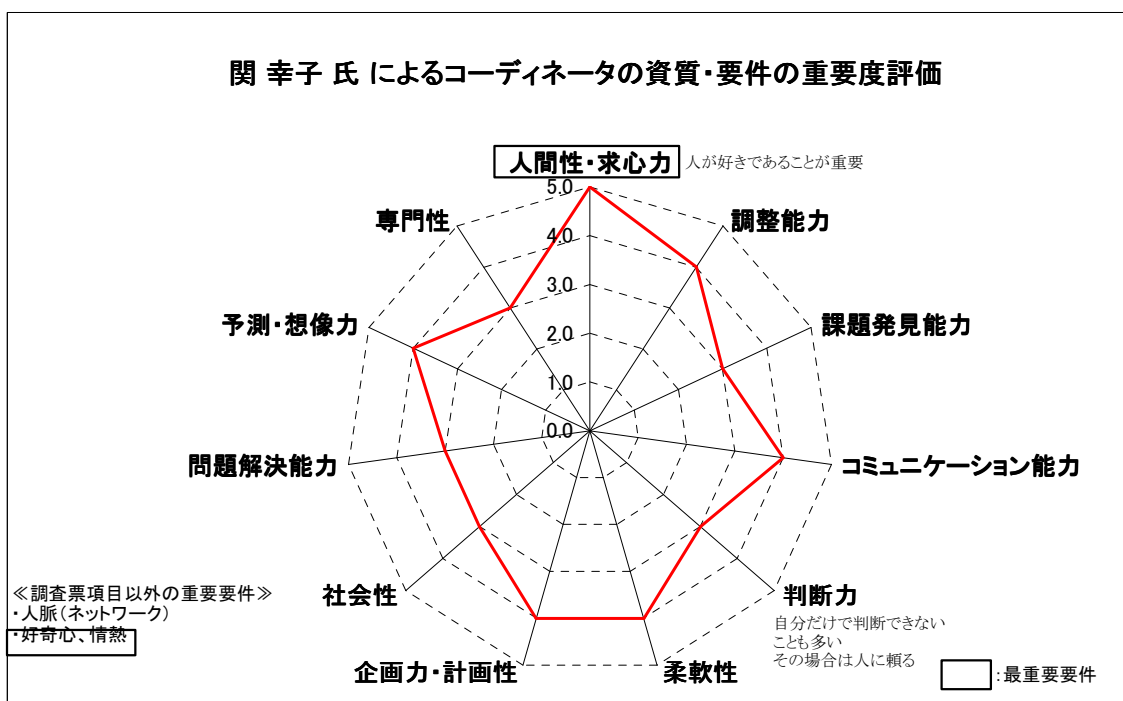 関 幸子 氏 によるコーディネータの資質・要件の重要度評価
人間性・求心力
人が好きであることが重要
5.0
専門性
調整能力
4.0
予測・想像力
3.0
課題発見能力
2.0
1.0
0.0
問題解決能力
コミュニケーション能力
社会性
判断力
自分だけで判断できない
ことも多い
その場合は人に頼る
企画力・計画性
柔軟性
≪調査票項目以外の重要要件≫
・人脈（ネットワーク）
・好奇心、情熱
：最重要要件